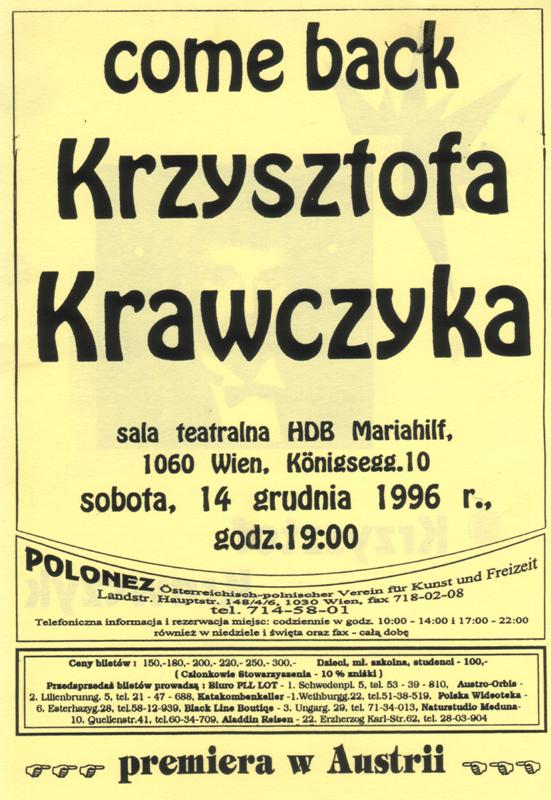 come back
Krzysztofa
Krawczyka
sala teatralna HDB Mariahilf,
1060 Wien, Königsegg.10
sobota, 14 grudnia 1996 r.,
godz.19:00
POLONEZ Österreichisch-polnischer Verein für Kunst und Freizeit
Landstr. Hauptstr. 148/4/6, 1030 Wien, fax 718-02-08
tel. 714-58-01
Telefoniczna informacja i rezerwacja miejsc: codziennie w godz. 10:00 - 14:00 i 17:00 - 22:00
również w niedziele i święta oraz fax - całą dobę
Ceny biletów : 150,-180,- 200,- 220,- 250,- 300,- Dzieci, mł. szkolna, studenci - 100,-
( Członkowie Stowarzyszenia - 10 % zniżki )
Przedsprzedaż biletów prowadzą : Biuro PLL LOT - 1. Schwedenpl. 5, tel. 53 - 39 - 810, Austro-Orbis -
2. Lilienbrunng. 5, tel. 21 - 47 - 688, Katakombenkeller -1.Weihburgg.22, tel.51-38-519, Polska Wideoteka -
6. Esterhazyg.28, tel.58-12-939, Black Line Boutiqe - 3. Ungarg. 29, tel. 71-34-013, Naturstudio Meduna-
10. Quellenstr.41, tel.60-34-709, Aladdin Reisen - 22. Erzherzog Karl-Str.62, tel. 28-03-904
premiera w Austrii